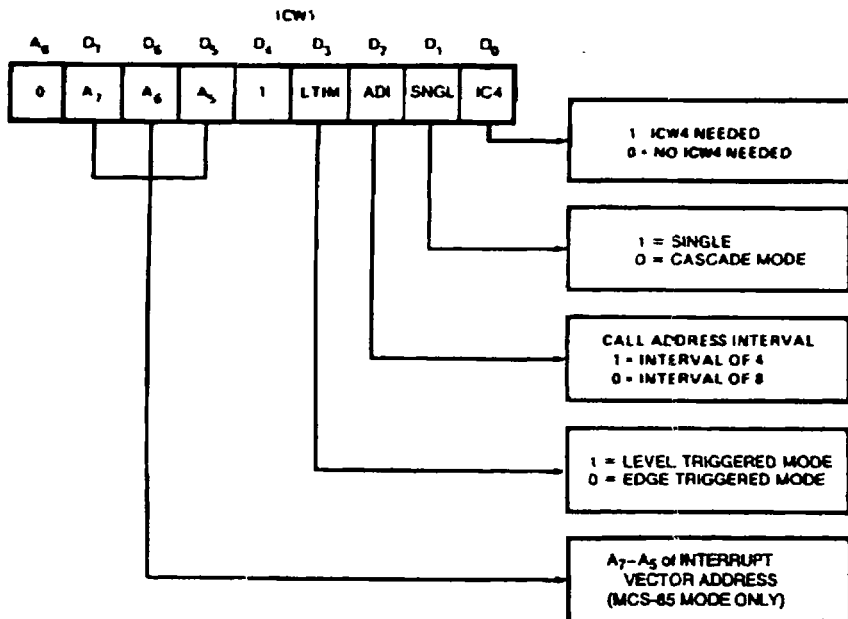 ICW1
A8 D7 D6 D5 D4 D3 D2 D1 D0
0 A7 A6 A5 1 LTIM ADI SNGL IC4
1 ICW4 NEEDED
0 = NO ICW4 NEEDED
1 = SINGLE
0 = CASCADE MODE
CALL ADDRESS INTERVAL
1 = INTERVAL OF 4
0 = INTERVAL OF 8
1 = LEVEL TRIGGERED MODE
0 = EDGE TRIGGERED MODE
A7-A5 of INTERRUPT
VECTOR ADDRESS
(MCS-85 MODE ONLY)